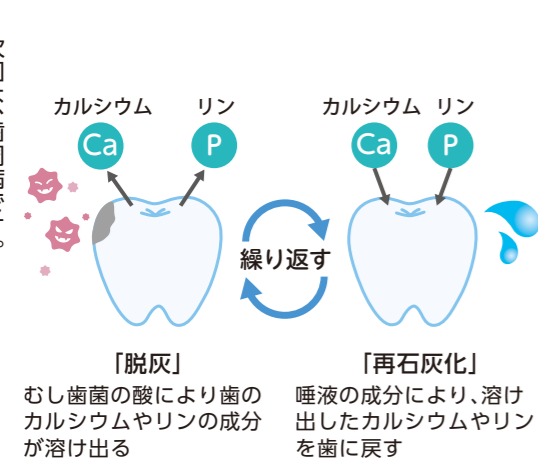 カルシウム リン
Ca P
カルシウム リン
Ca P
繰り返す
「脱灰」
むし歯菌の酸により歯の
カルシウムやリンの成分
が溶け出る
「再石灰化」
唾液の成分により、溶け
出したカルシウムやリン
を歯に戻す